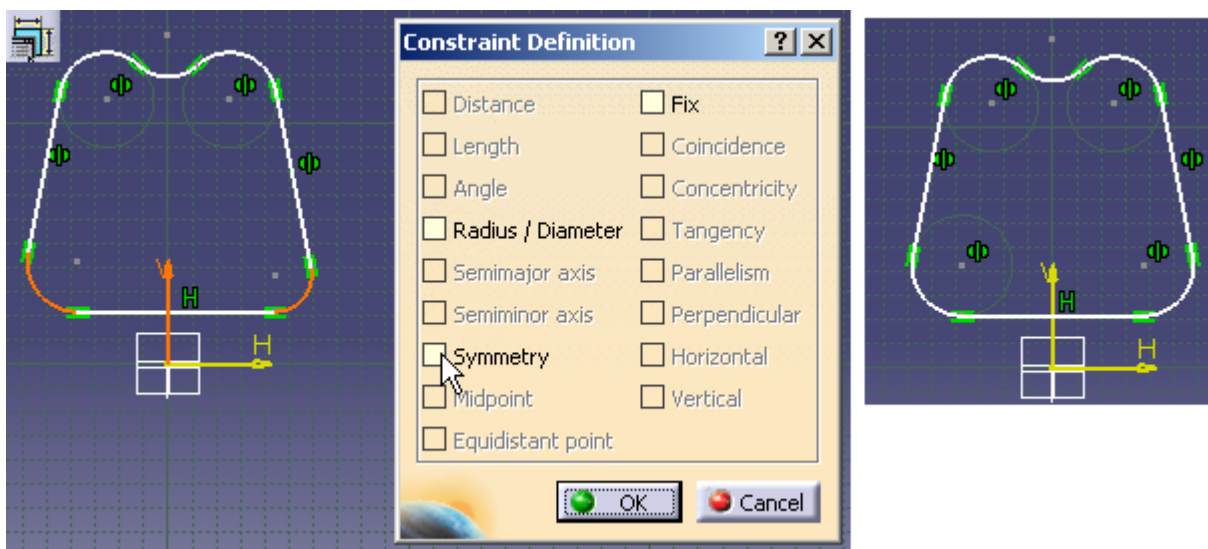 Constraint Definition
Distance
Fix
Length
Coincidence
Angle
Concentricity
Radius / Diameter
Tangency
Semimajor axis
Parallelism
Semiminor axis
Perpendicular
Symmetry
Horizontal
Midpoint
Vertical
Equidistant point
OK
Cancel
V
H
H
V
H
H